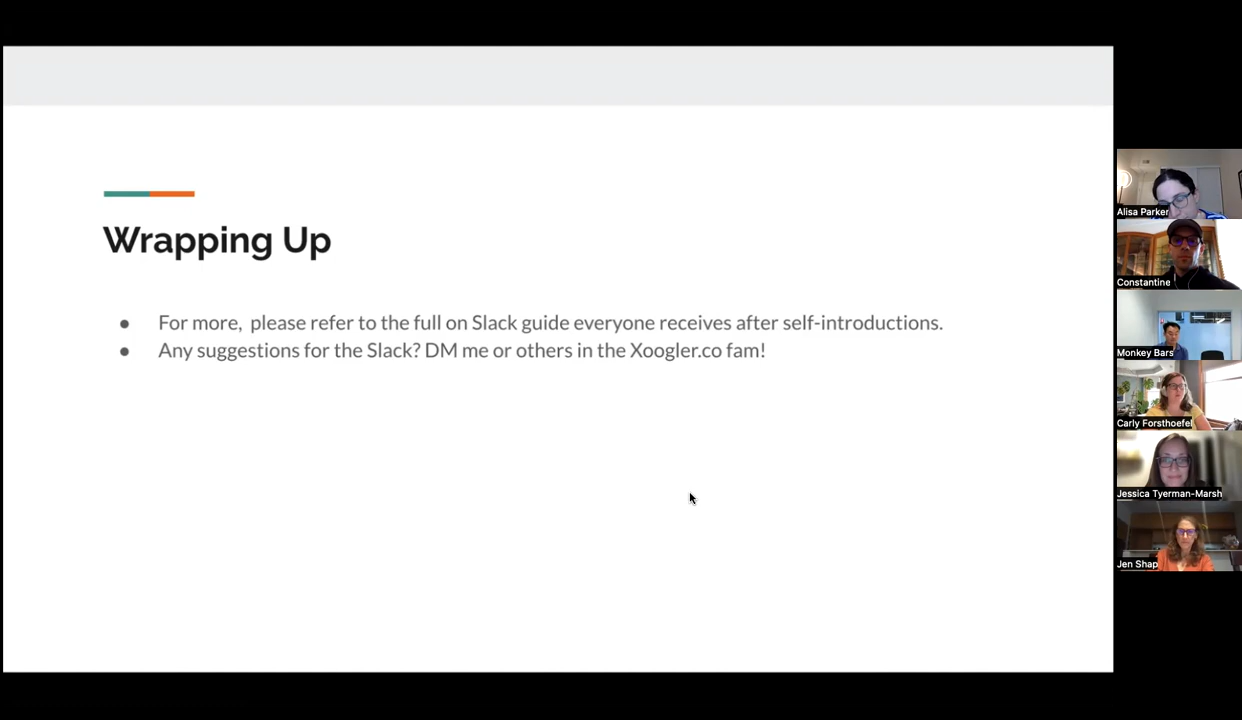 Wrapping Up
● For more,  please refer to the full on Slack guide everyone receives after self-introductions.
● Any suggestions for the Slack? DM me or others in the Xoogler.co fam!
Alisa Parker
Constantine
Monkey Bars
Carly Forsthoefel
Jessica Tyerman-Marsh
Jen Shap